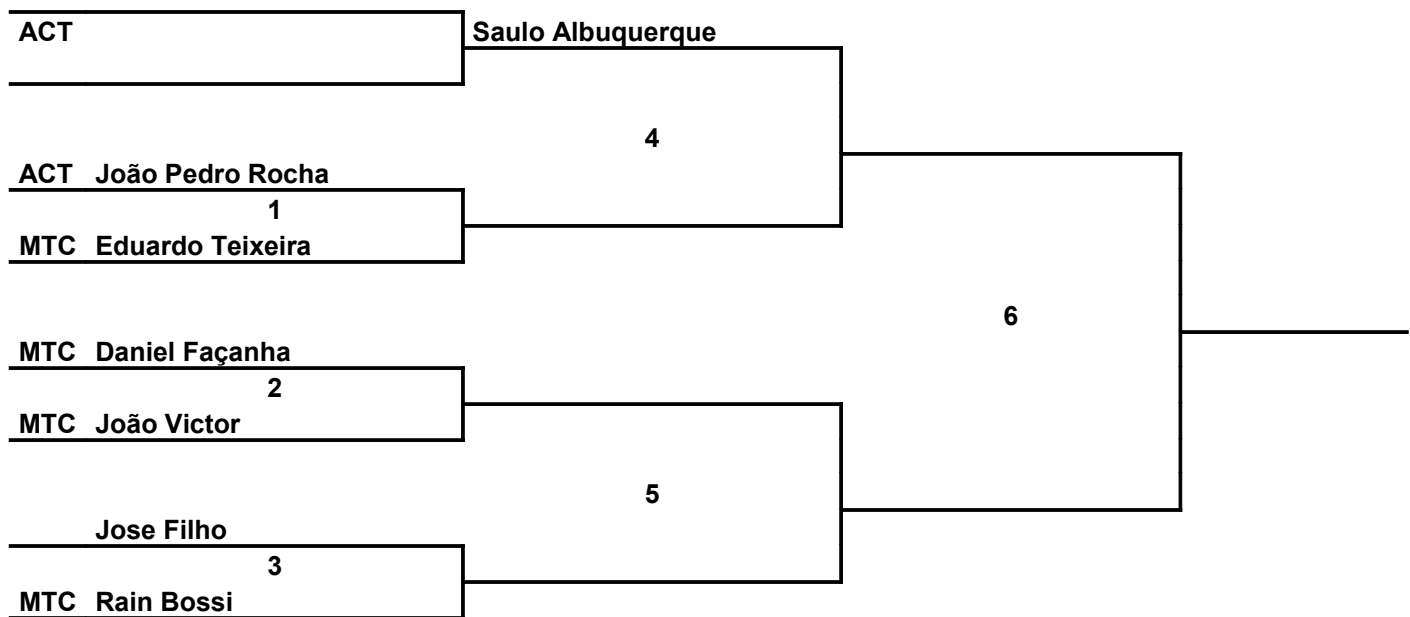 ACT Saulo Albuquerque
4
ACT João Pedro Rocha
1
MTC Eduardo Teixeira
6
MTC Daniel Façanha
2
MTC João Victor
5
Jose Filho
3
MTC Rain Bossi